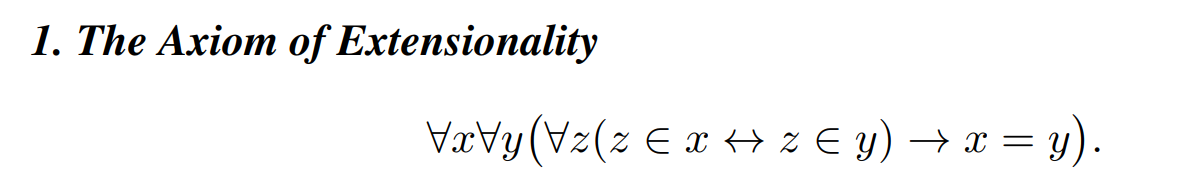 1. The Axiom of Extensionality
∀x∀y(∀z(z ∈ x ↔ z ∈ y) → x = y).